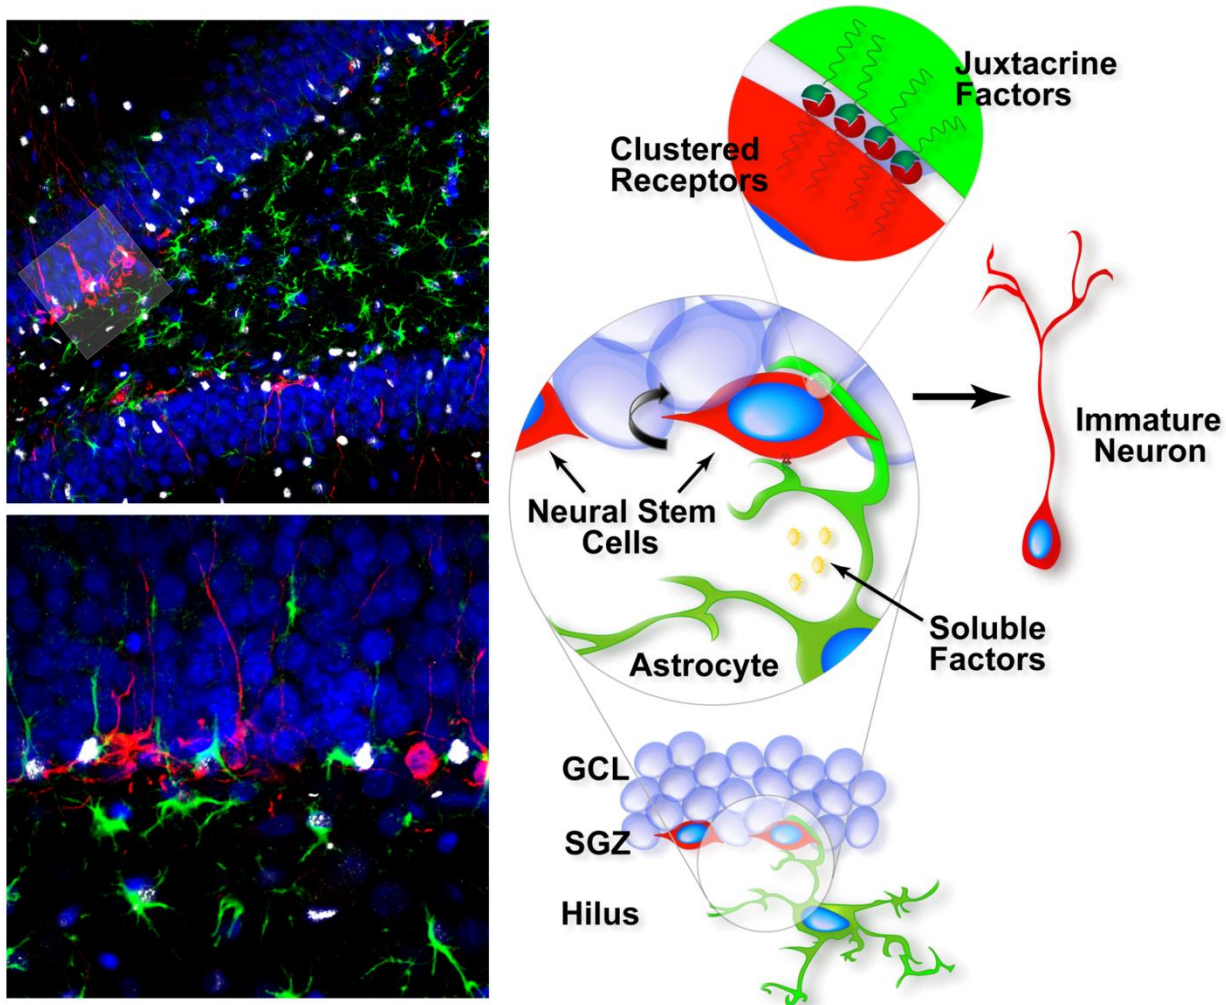 Juxtacrine
Factors
Clustered
Receptors
Immature
Neuron
Neural Stem
Cells
Soluble
Factors
Astrocyte
GCL
SGZ
Hilus